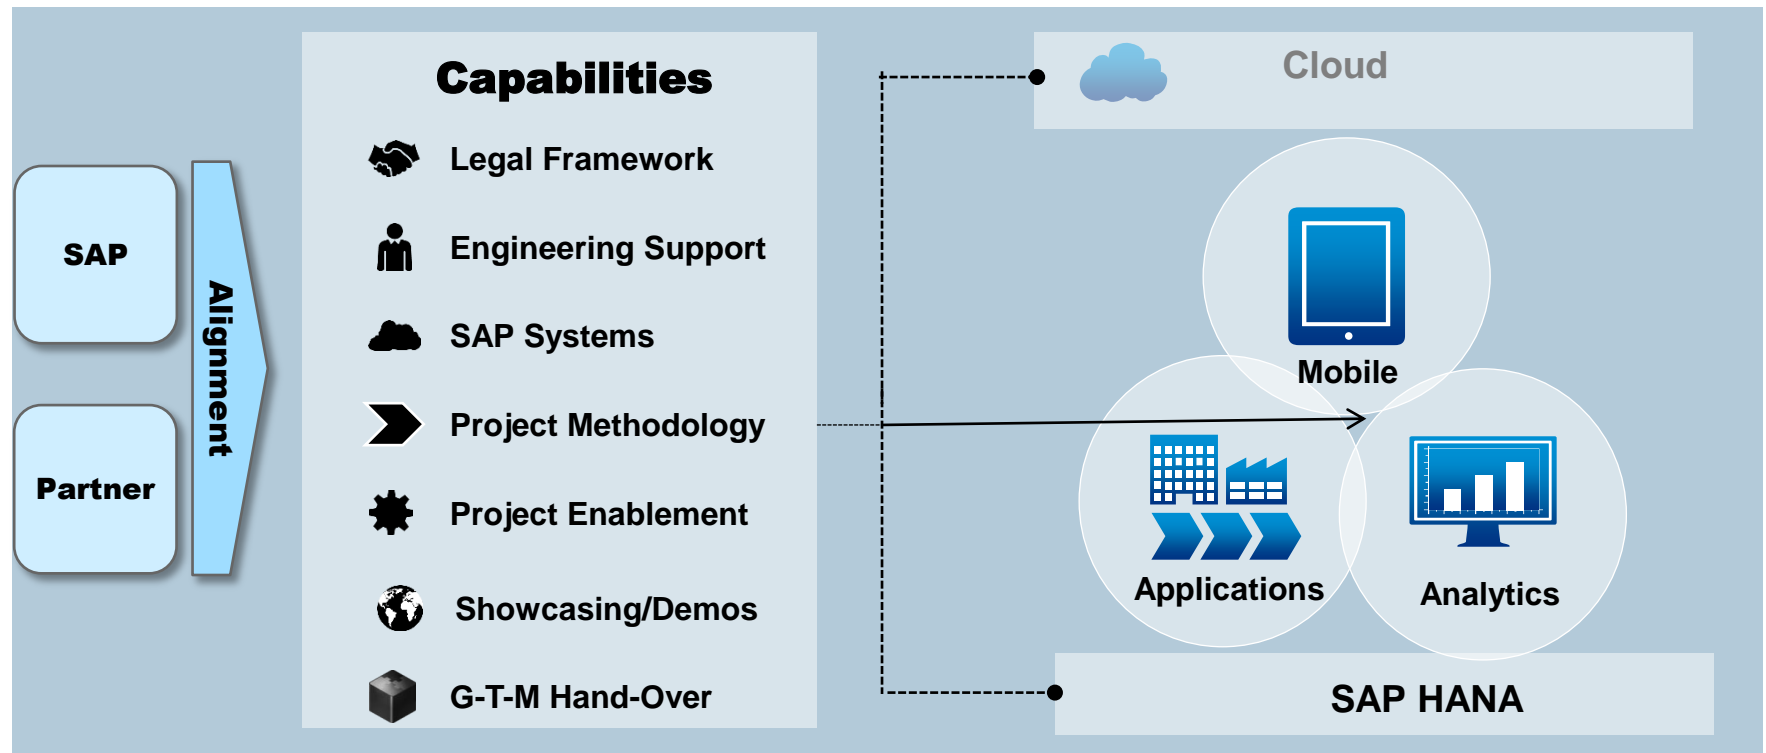 SAP
Partner
Alignment
Capabilities
Legal Framework
Engineering Support
SAP Systems
Project Methodology
Project Enablement
Showcasing/Demos
G-T-M Hand-Over
Cloud
Mobile
Applications
Analytics
SAP HANA